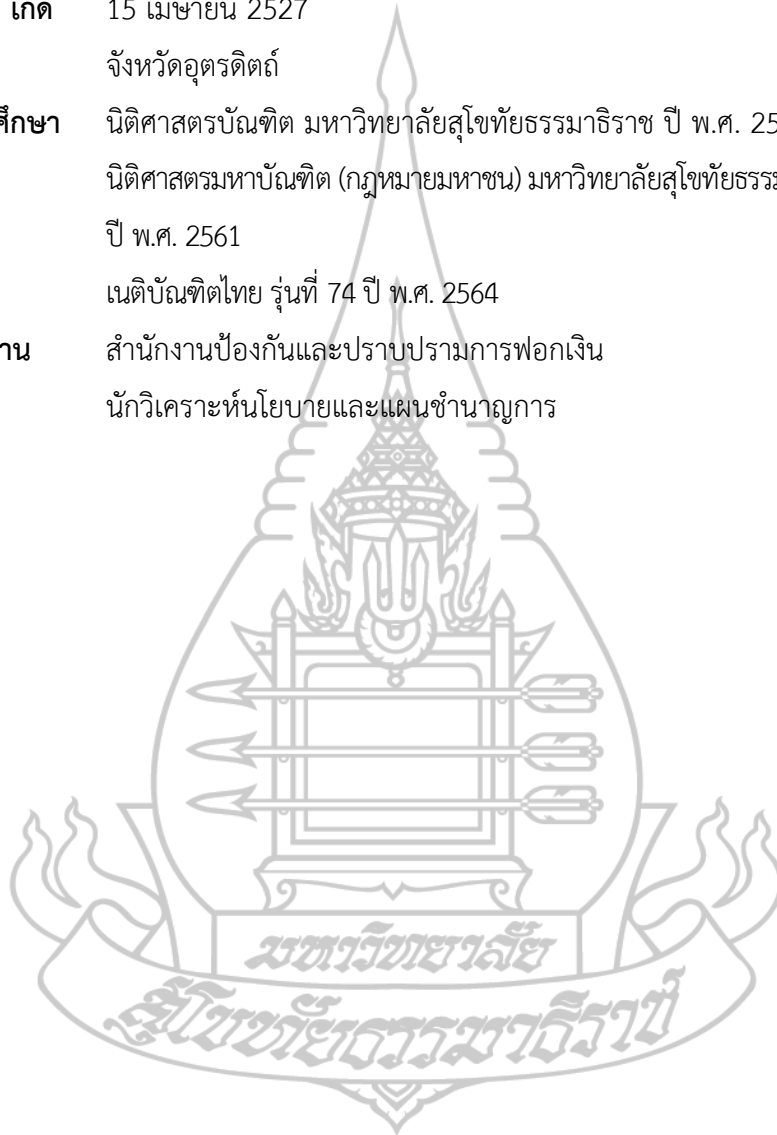 เกิด 15 เมษายน 2527
จังหวัดอุตรดิตถ์
ศึกษา นิติศาสตรบัณฑิต มหาวิทยาลัยสุโขทัยธรรมาธิราช ปี พ.ศ. 25
นิติศาสตรมหาบัณฑิต (กฎหมายมหาชน) มหาวิทยาลัยสุโขทัยธรรม
ปี พ.ศ. 2561
เนติบัณฑิตไทย รุ่นที่ 74 ปี พ.ศ. 2564
าน สำนักงานป้องกันและปราบปรามการฟอกเงิน
นักวิเคราะห์นโยบายและแผนชำนาญการ
มหาวิทยาลัย
สุโขทัยธรรมาธิราช